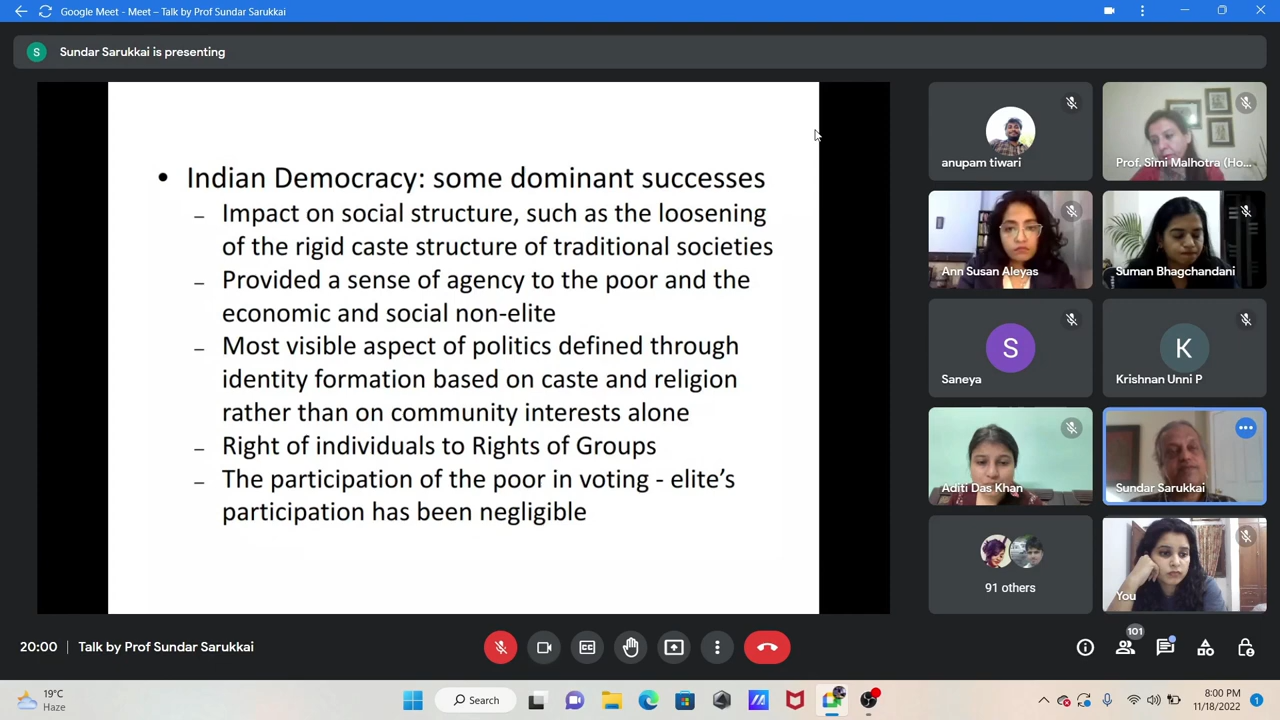 Google Meet - Meet – Talk by Prof Sundar Sarukkai
S Sundar Sarukkai is presenting
• Indian Democracy: some dominant successes
– Impact on social structure, such as the loosening
of the rigid caste structure of traditional societies
– Provided a sense of agency to the poor and the
economic and social non-elite
– Most visible aspect of politics defined through
identity formation based on caste and religion
rather than on community interests alone
– Right of individuals to Rights of Groups
– The participation of the poor in voting - elite's
participation has been negligible
anupam tiwari
Prof. Simi Malhotra (Ho...
Ann Susan Aleyas
Suman Bhagchandani
S
Saneya
K
Krishnan Unni P
Aditi Das Khan
Sundar Sarukkai
91 others
You
20:00 | Talk by Prof Sundar Sarukkai
CC
101
19°C
Haze
Search
8:00 PM
11/18/2022
1